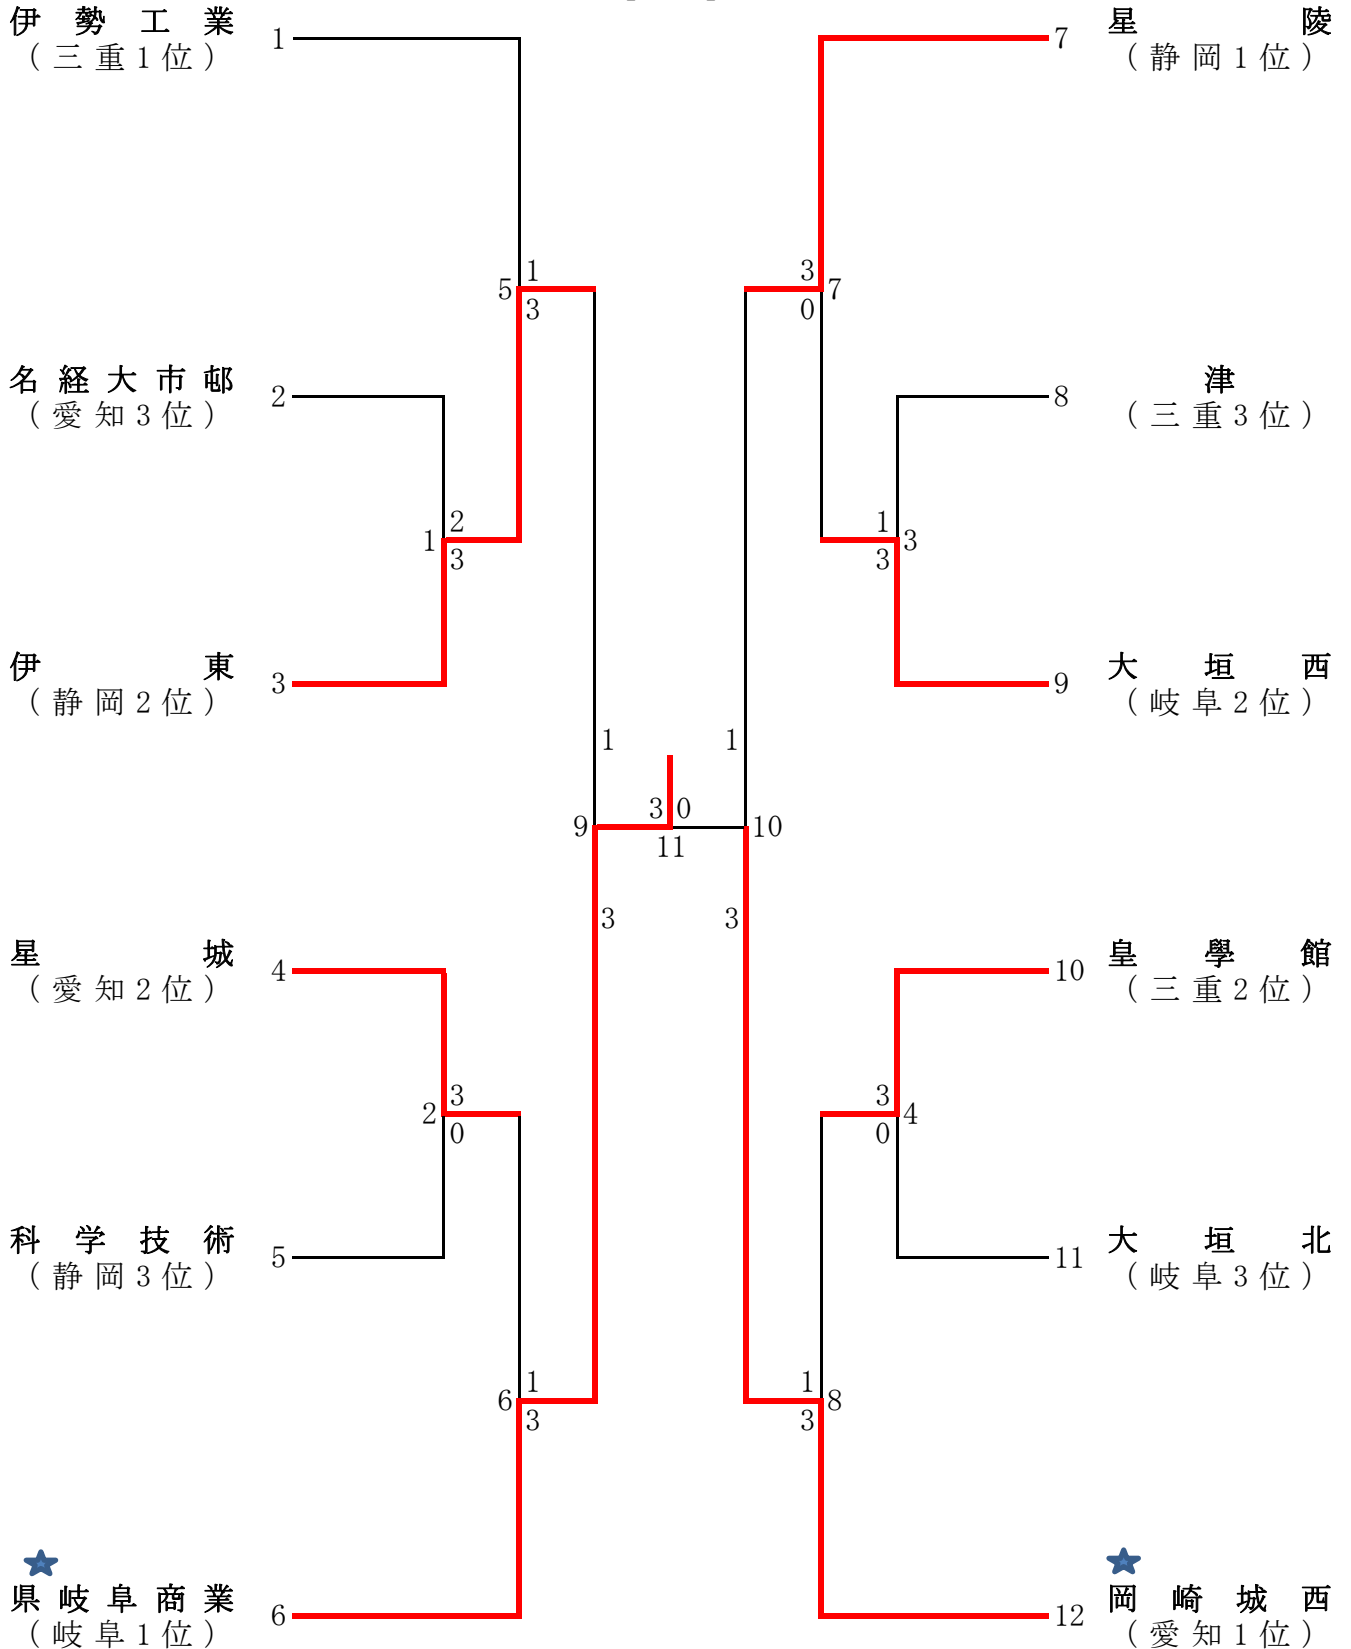 伊勢工業
（三重1位）
1
名経大市邨
（愛知3位）
2
伊東
（静岡2位）
3
星城
（愛知2位）
4
科学技術
（静岡3位）
5
県岐阜商業
（岐阜1位）
6
5
1
3
1
2
3
2
3
0
6
1
3
9
1
3
3 0
11
1
10
3
3
7
0
1
3
3
3
4
0
1
8
3
7
星陵
（静岡1位）
8
津
（三重3位）
9
大垣西
（岐阜2位）
10
皇學館
（三重2位）
11
大垣北
（岐阜3位）
12
岡崎城西
（愛知1位）